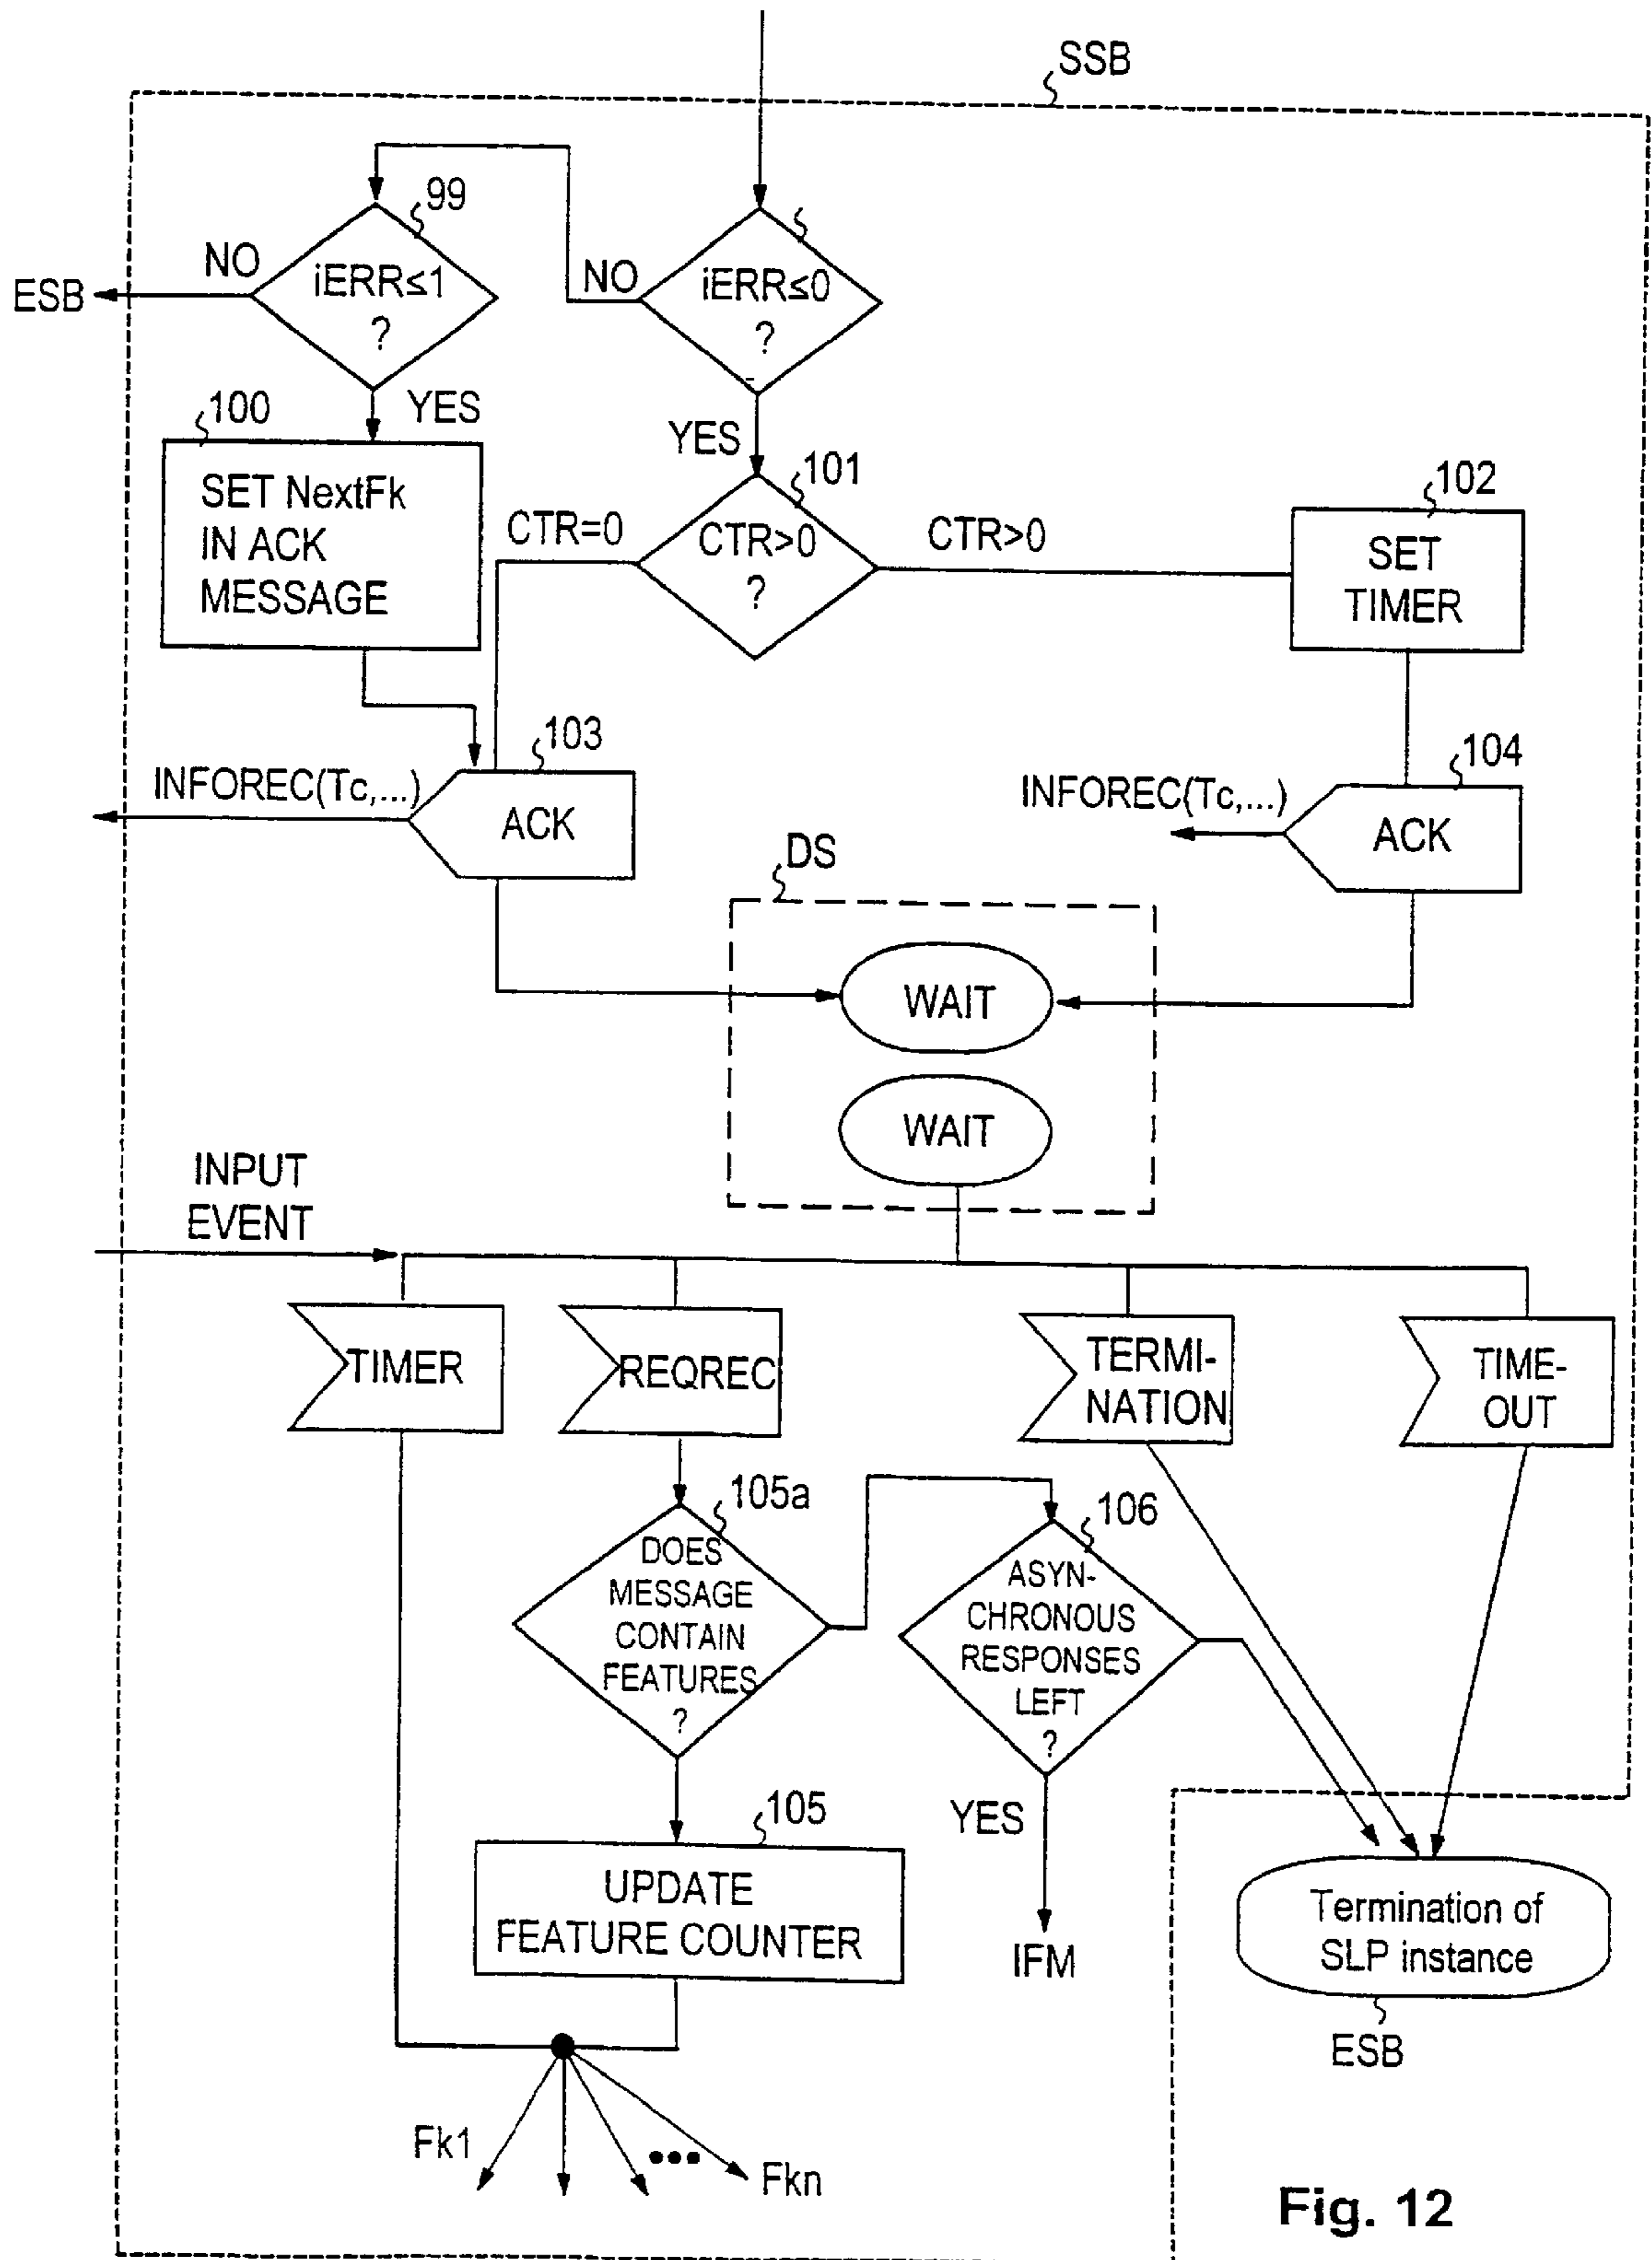 SSB
99
NO
iERR≤1
?
ESB
NO
iERR≤0
?
YES
100
YES
SET NextFk
IN ACK
MESSAGE
101
CTR=0
CTR>0
?
CTR>0
102
SET
TIMER
103
INFOREC(Tc,...)
ACK
104
INFOREC(Tc,...)
ACK
DS
WAIT
WAIT
INPUT
EVENT
TIMER
REQREC
TERMI-
NATION
TIME-
OUT
105a
DOES
MESSAGE
CONTAIN
FEATURES
?
106
ASYN-
CHRONOUS
RESPONSES
LEFT
?
YES
IFM
105
UPDATE
FEATURE COUNTER
Termination of
SLP instance
ESB
Fk1
•••
Fkn
Fig. 12